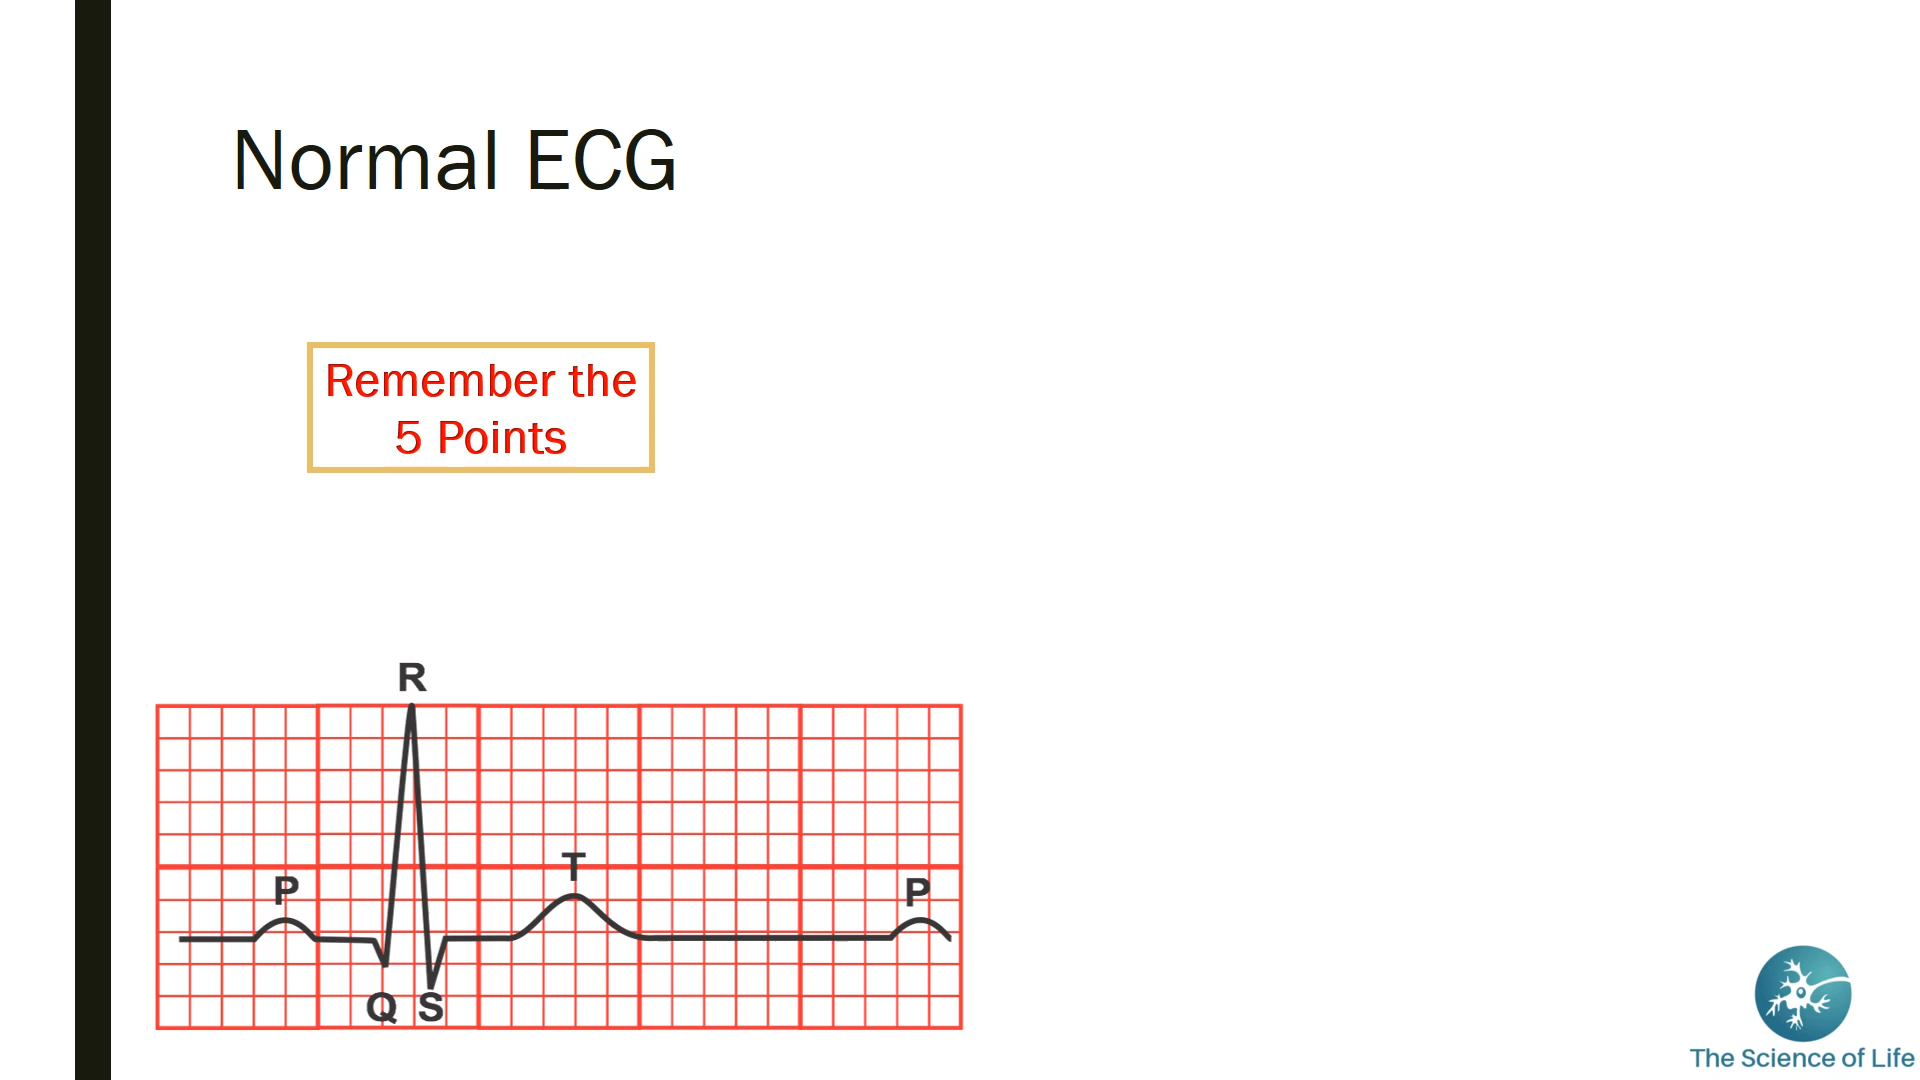 Normal ECG
Remember the
5 Points
R
P
T
P
Q S
The Science of Life